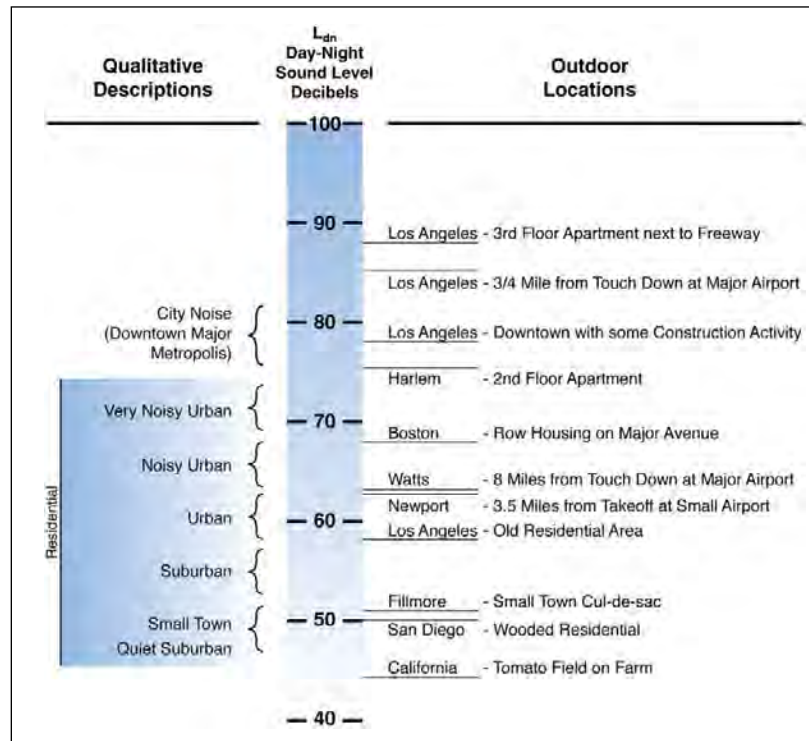 Qualitative
Descriptions
Ldn
Day-Night
Sound Level
Decibels
Outdoor
Locations
100
90
80
70
60
50
40
City Noise
(Downtown Major
Metropolis)
Very Noisy Urban
Noisy Urban
Urban
Suburban
Small Town
Quiet Suburban
Residential
Los Angeles - 3rd Floor Apartment next to Freeway
Los Angeles - 3/4 Mile from Touch Down at Major Airport
Los Angeles - Downtown with some Construction Activity
Harlem - 2nd Floor Apartment
Boston - Row Housing on Major Avenue
Watts - 8 Miles from Touch Down at Major Airport
Newport - 3.5 Miles from Takeoff at Small Airport
Los Angeles - Old Residential Area
Fillmore - Small Town Cul-de-sac
San Diego - Wooded Residential
California - Tomato Field on Farm